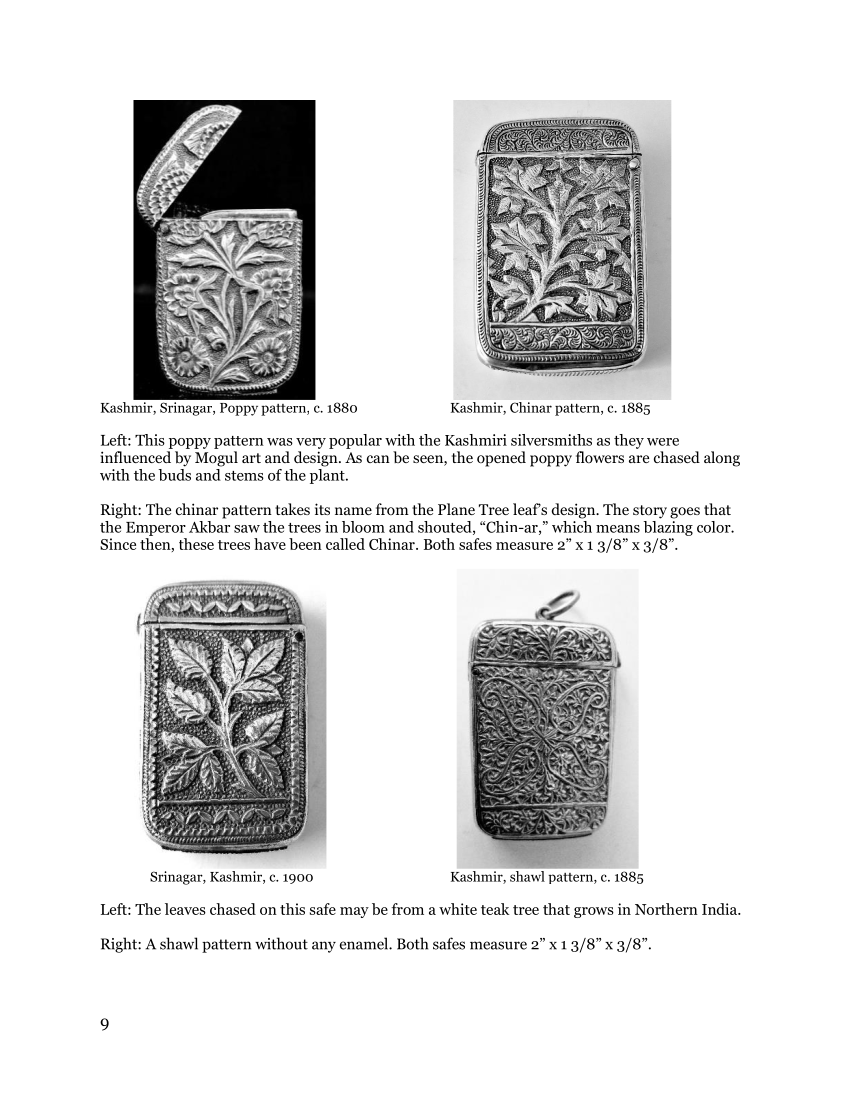 Kashmir, Srinagar, Poppy pattern, c. 1880
Kashmir, Chinar pattern, c. 1885
Left: This poppy pattern was very popular with the Kashmiri silversmiths as they were
influenced by Mogul art and design. As can be seen, the opened poppy flowers are chased along
with the buds and stems of the plant.
Right: The chinar pattern takes its name from the Plane Tree leaf’s design. The story goes that
the Emperor Akbar saw the trees in bloom and shouted, “Chin-ar,” which means blazing color.
Since then, these trees have been called Chinar. Both safes measure 2” x 1 3/8” x 3/8”.
Srinagar, Kashmir, c. 1900
Kashmir, shawl pattern, c. 1885
Left: The leaves chased on this safe may be from a white teak tree that grows in Northern India.
Right: A shawl pattern without any enamel. Both safes measure 2” x 1 3/8” x 3/8”.
9